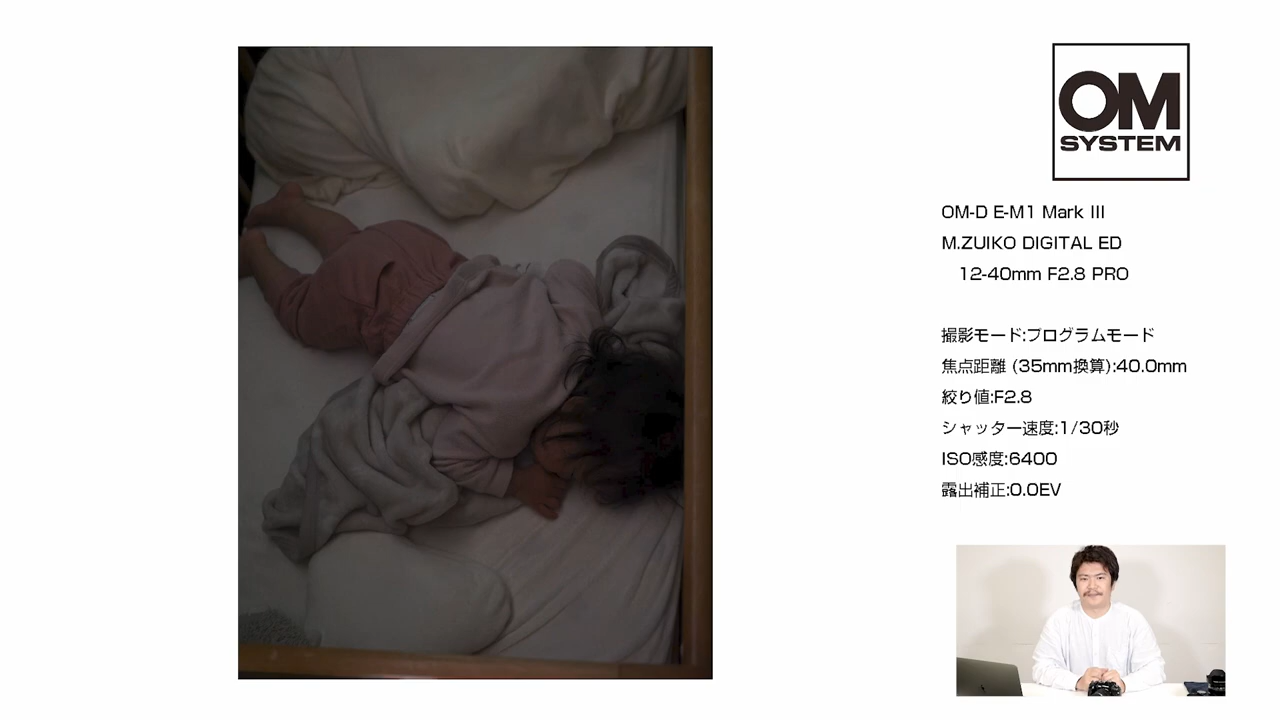 OM
SYSTEM
OM-D E-M1 Mark III
M.ZUIKO DIGITAL ED
12-40mm F2.8 PRO
撮影モード:プログラムモード
焦点距離 (35mm換算):40.0mm
絞り値:F2.8
シャッター速度:1/30秒
ISO感度:6400
露出補正:0.0EV